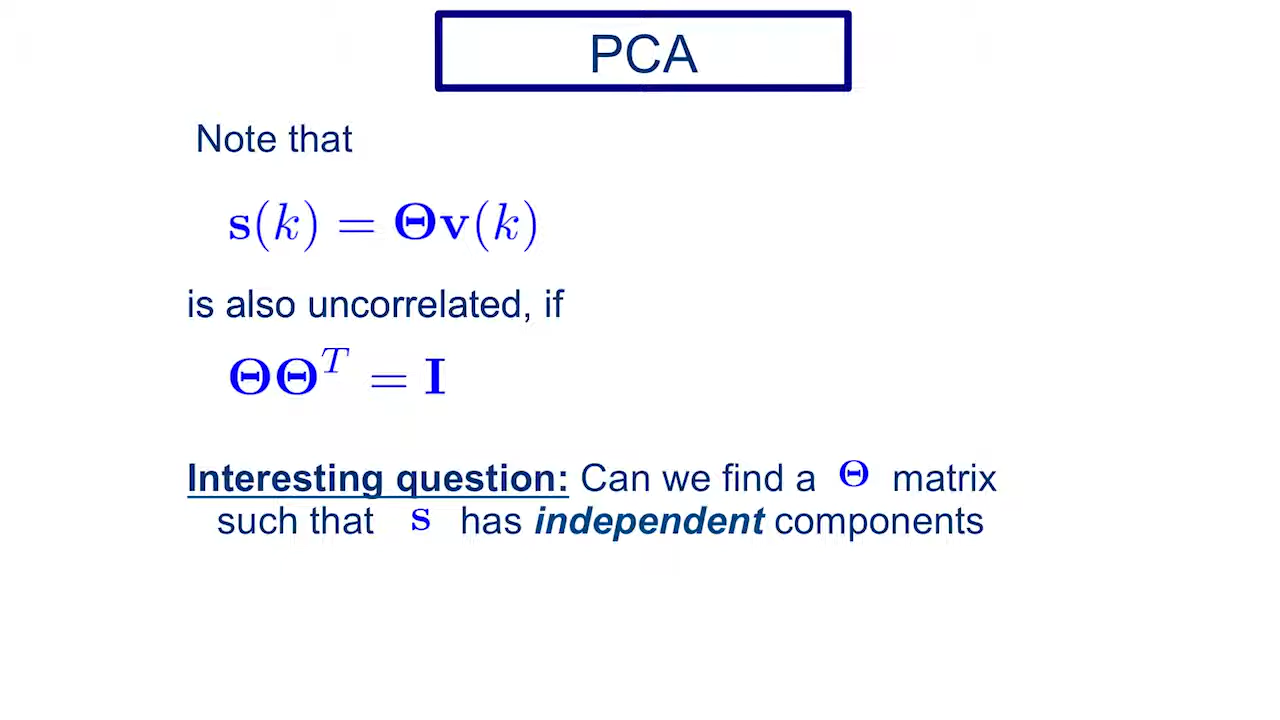 PCA
Note that
s(k) = Θv(k)
is also uncorrelated, if
ΘΘᵀ = I
Interesting question: Can we find a Θ matrix
such that s has independent components